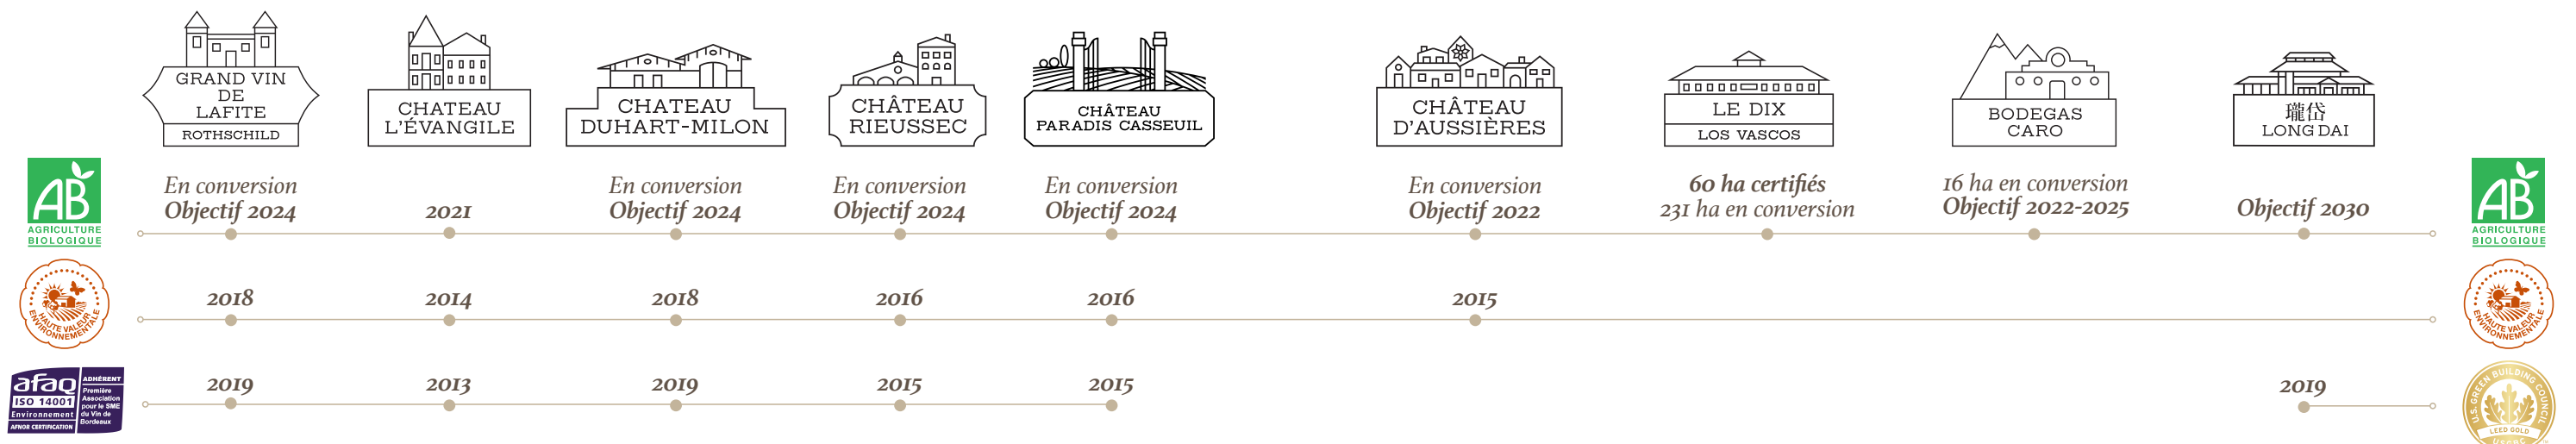 GRAND VIN
DE
LAFITE
ROTHSCHILD
CHATEAU
L'ÉVANGILE
CHATEAU
DUHART-MILON
CHÂTEAU
RIEUSSEC
CHÂTEAU
PARADIS CASSEUIL
CHÂTEAU
D'AUSSIÈRES
LE DIX
LOS VASCOS
BODEGAS
CARO
瓏岱
LONG DAI
AB
AGRICULTURE
BIOLOGIQUE
En conversion
Objectif 2024
2021
En conversion
Objectif 2024
En conversion
Objectif 2024
En conversion
Objectif 2024
En conversion
Objectif 2022
60 ha certifiés
231 ha en conversion
16 ha en conversion
Objectif 2022-2025
Objectif 2030
AB
AGRICULTURE
BIOLOGIQUE
HAUTE VALEUR
ENVIRONNEMENTALE
2018
2014
2018
2016
2016
2015
HAUTE VALEUR
ENVIRONNEMENTALE
afaq
ISO 14001
Environnement
AFNOR CERTIFICATION
ADHÉRENT
Première
Association
pour le SME
du Vin de
Bordeaux
2019
2013
2019
2015
2015
2019
U.S. GREEN BUILDING COUNCIL
LEED GOLD
USGBC